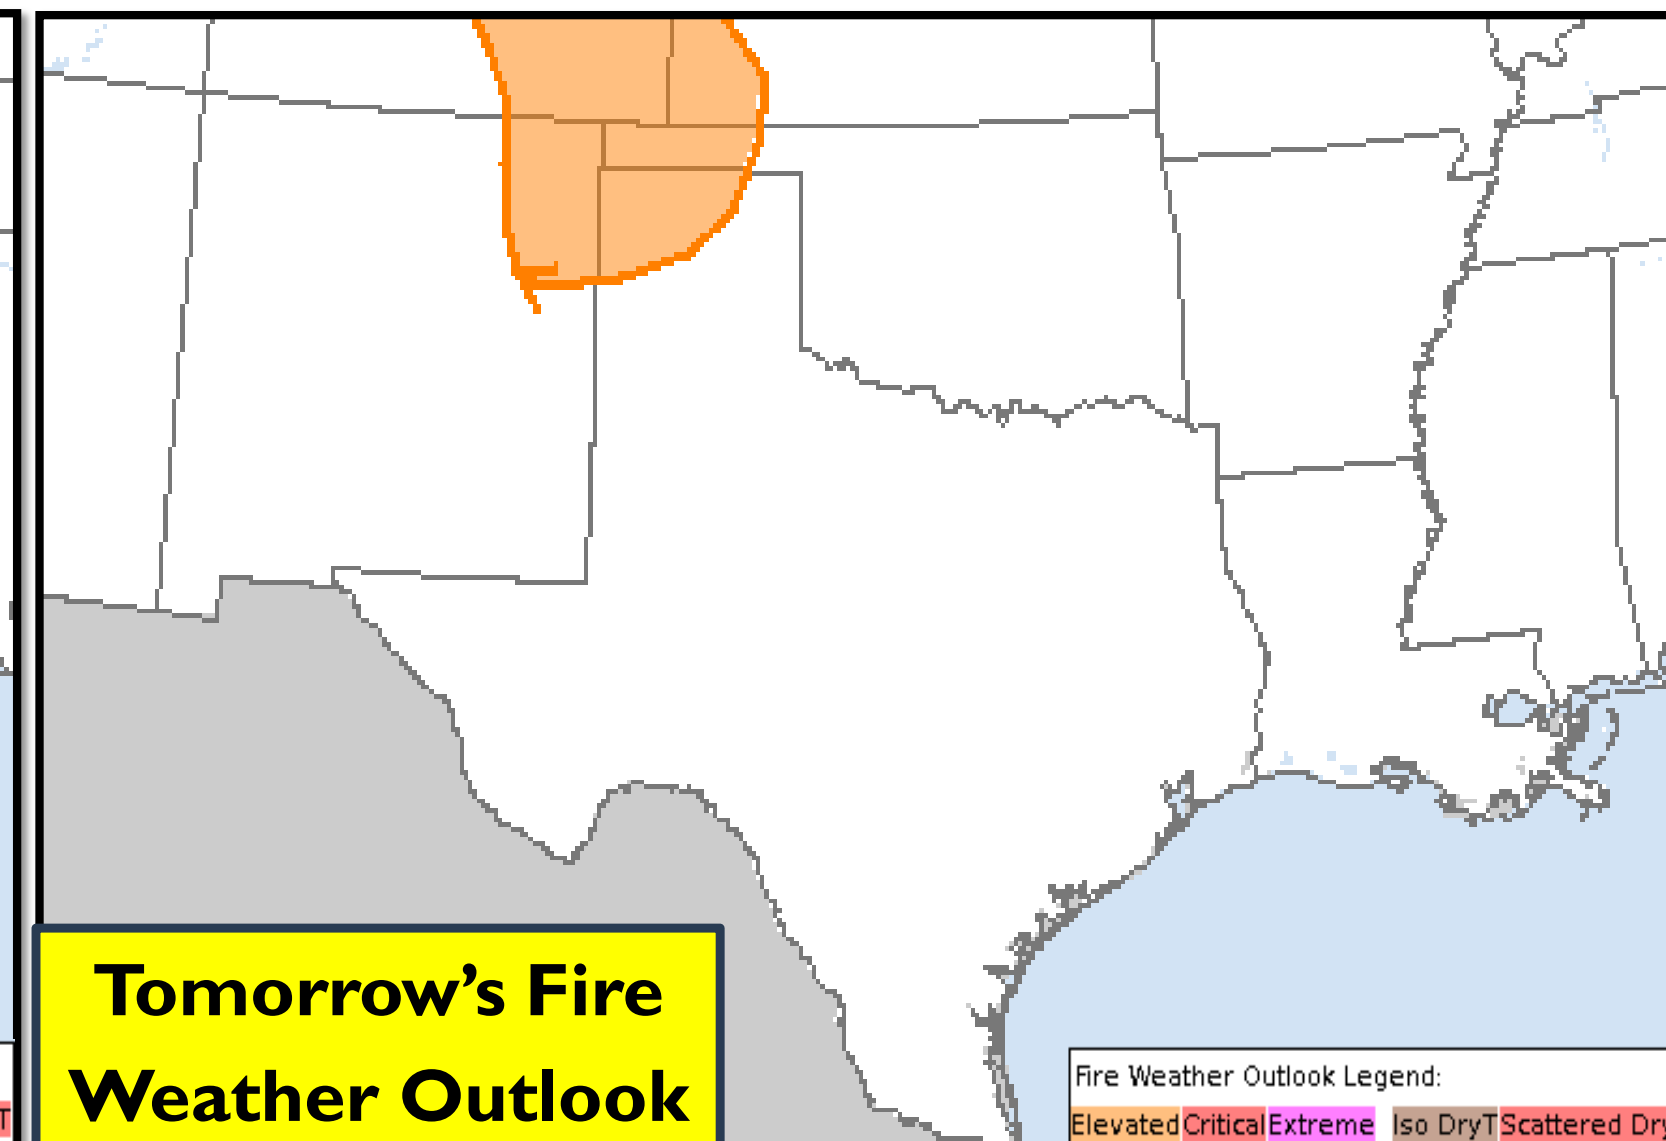 Tomorrow’s Fire
Weather Outlook
Fire Weather Outlook Legend:
Elevated Critical Extreme Iso DryT Scattered Dry
T